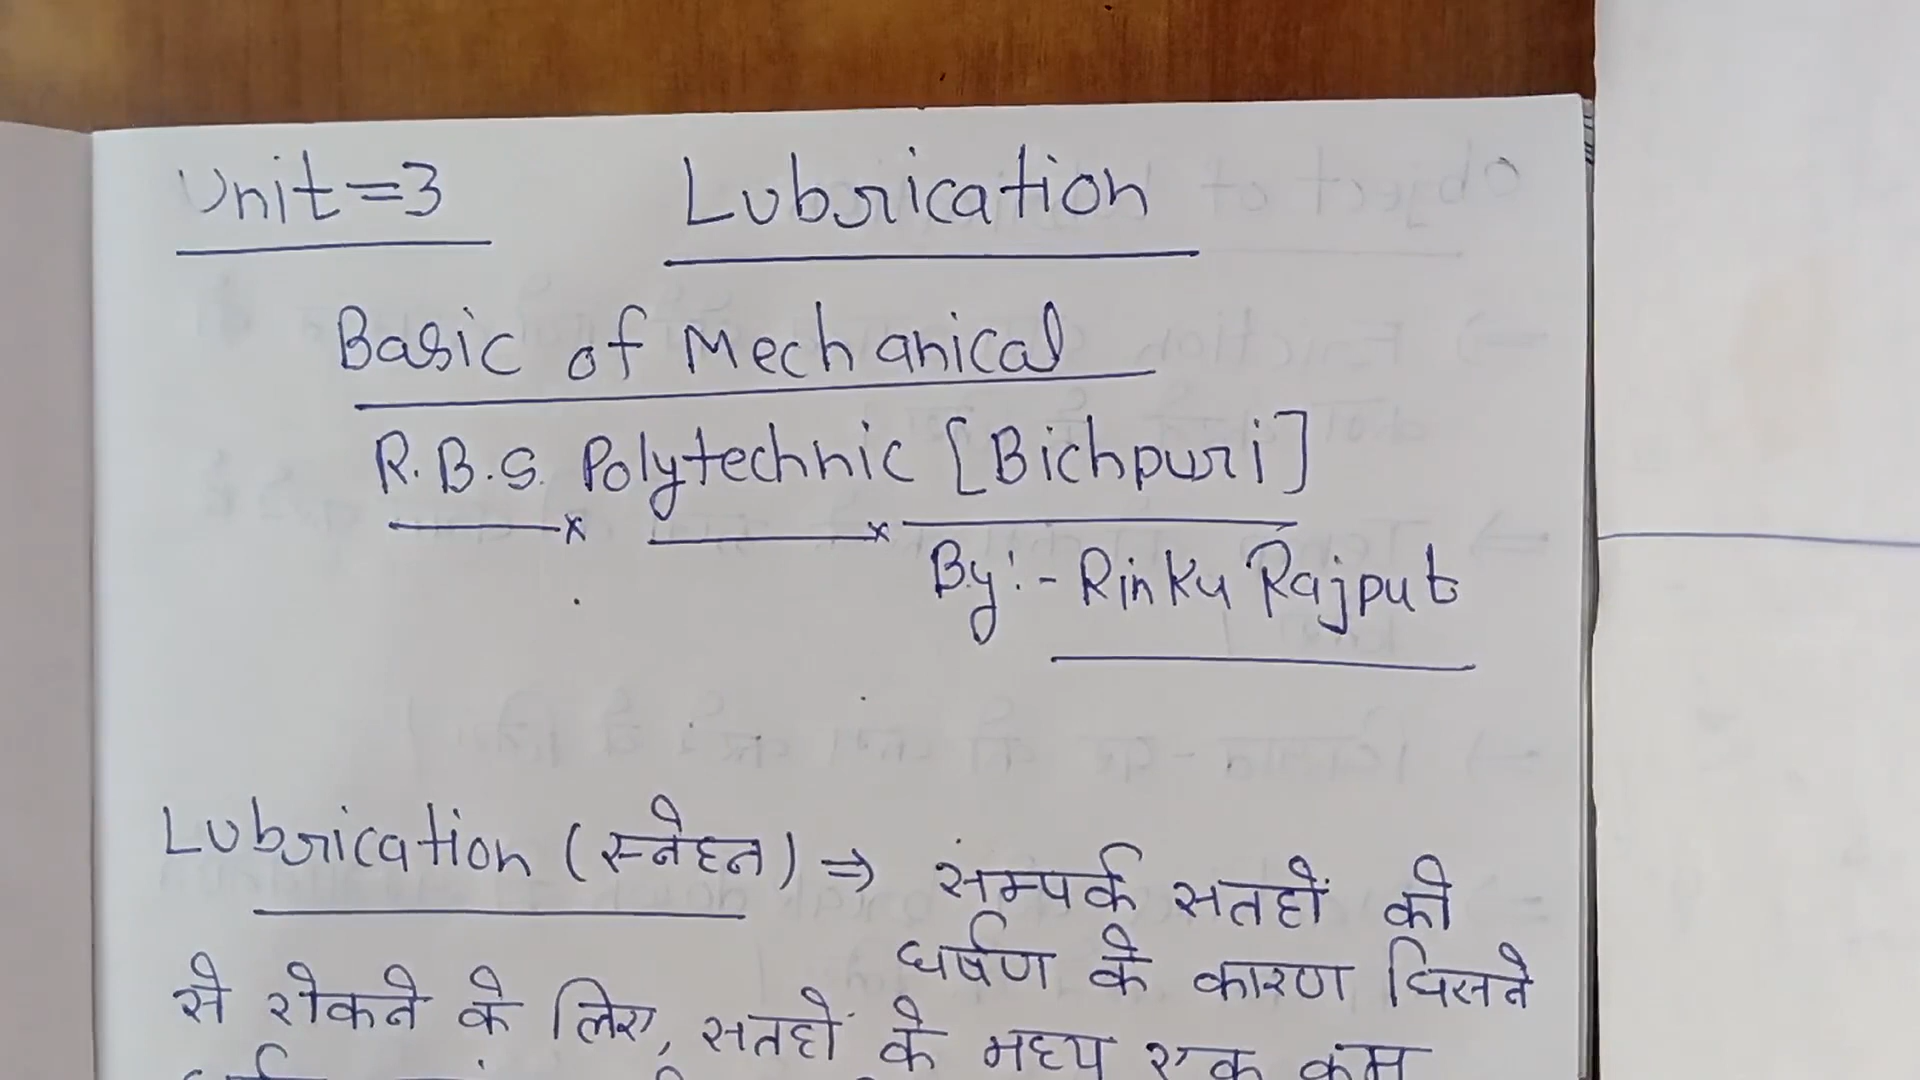 Unit=3 Lubrication
Basic of Mechanical
R.B.S. Polytechnic [Bichpuri]
By:- Rinku Rajput
Lubrication (स्नेहन) ⇒ सम्पर्क सतहों को
घर्षण के कारण घिसने
से रोकने के लिए, सतहों के मध्य एक कम